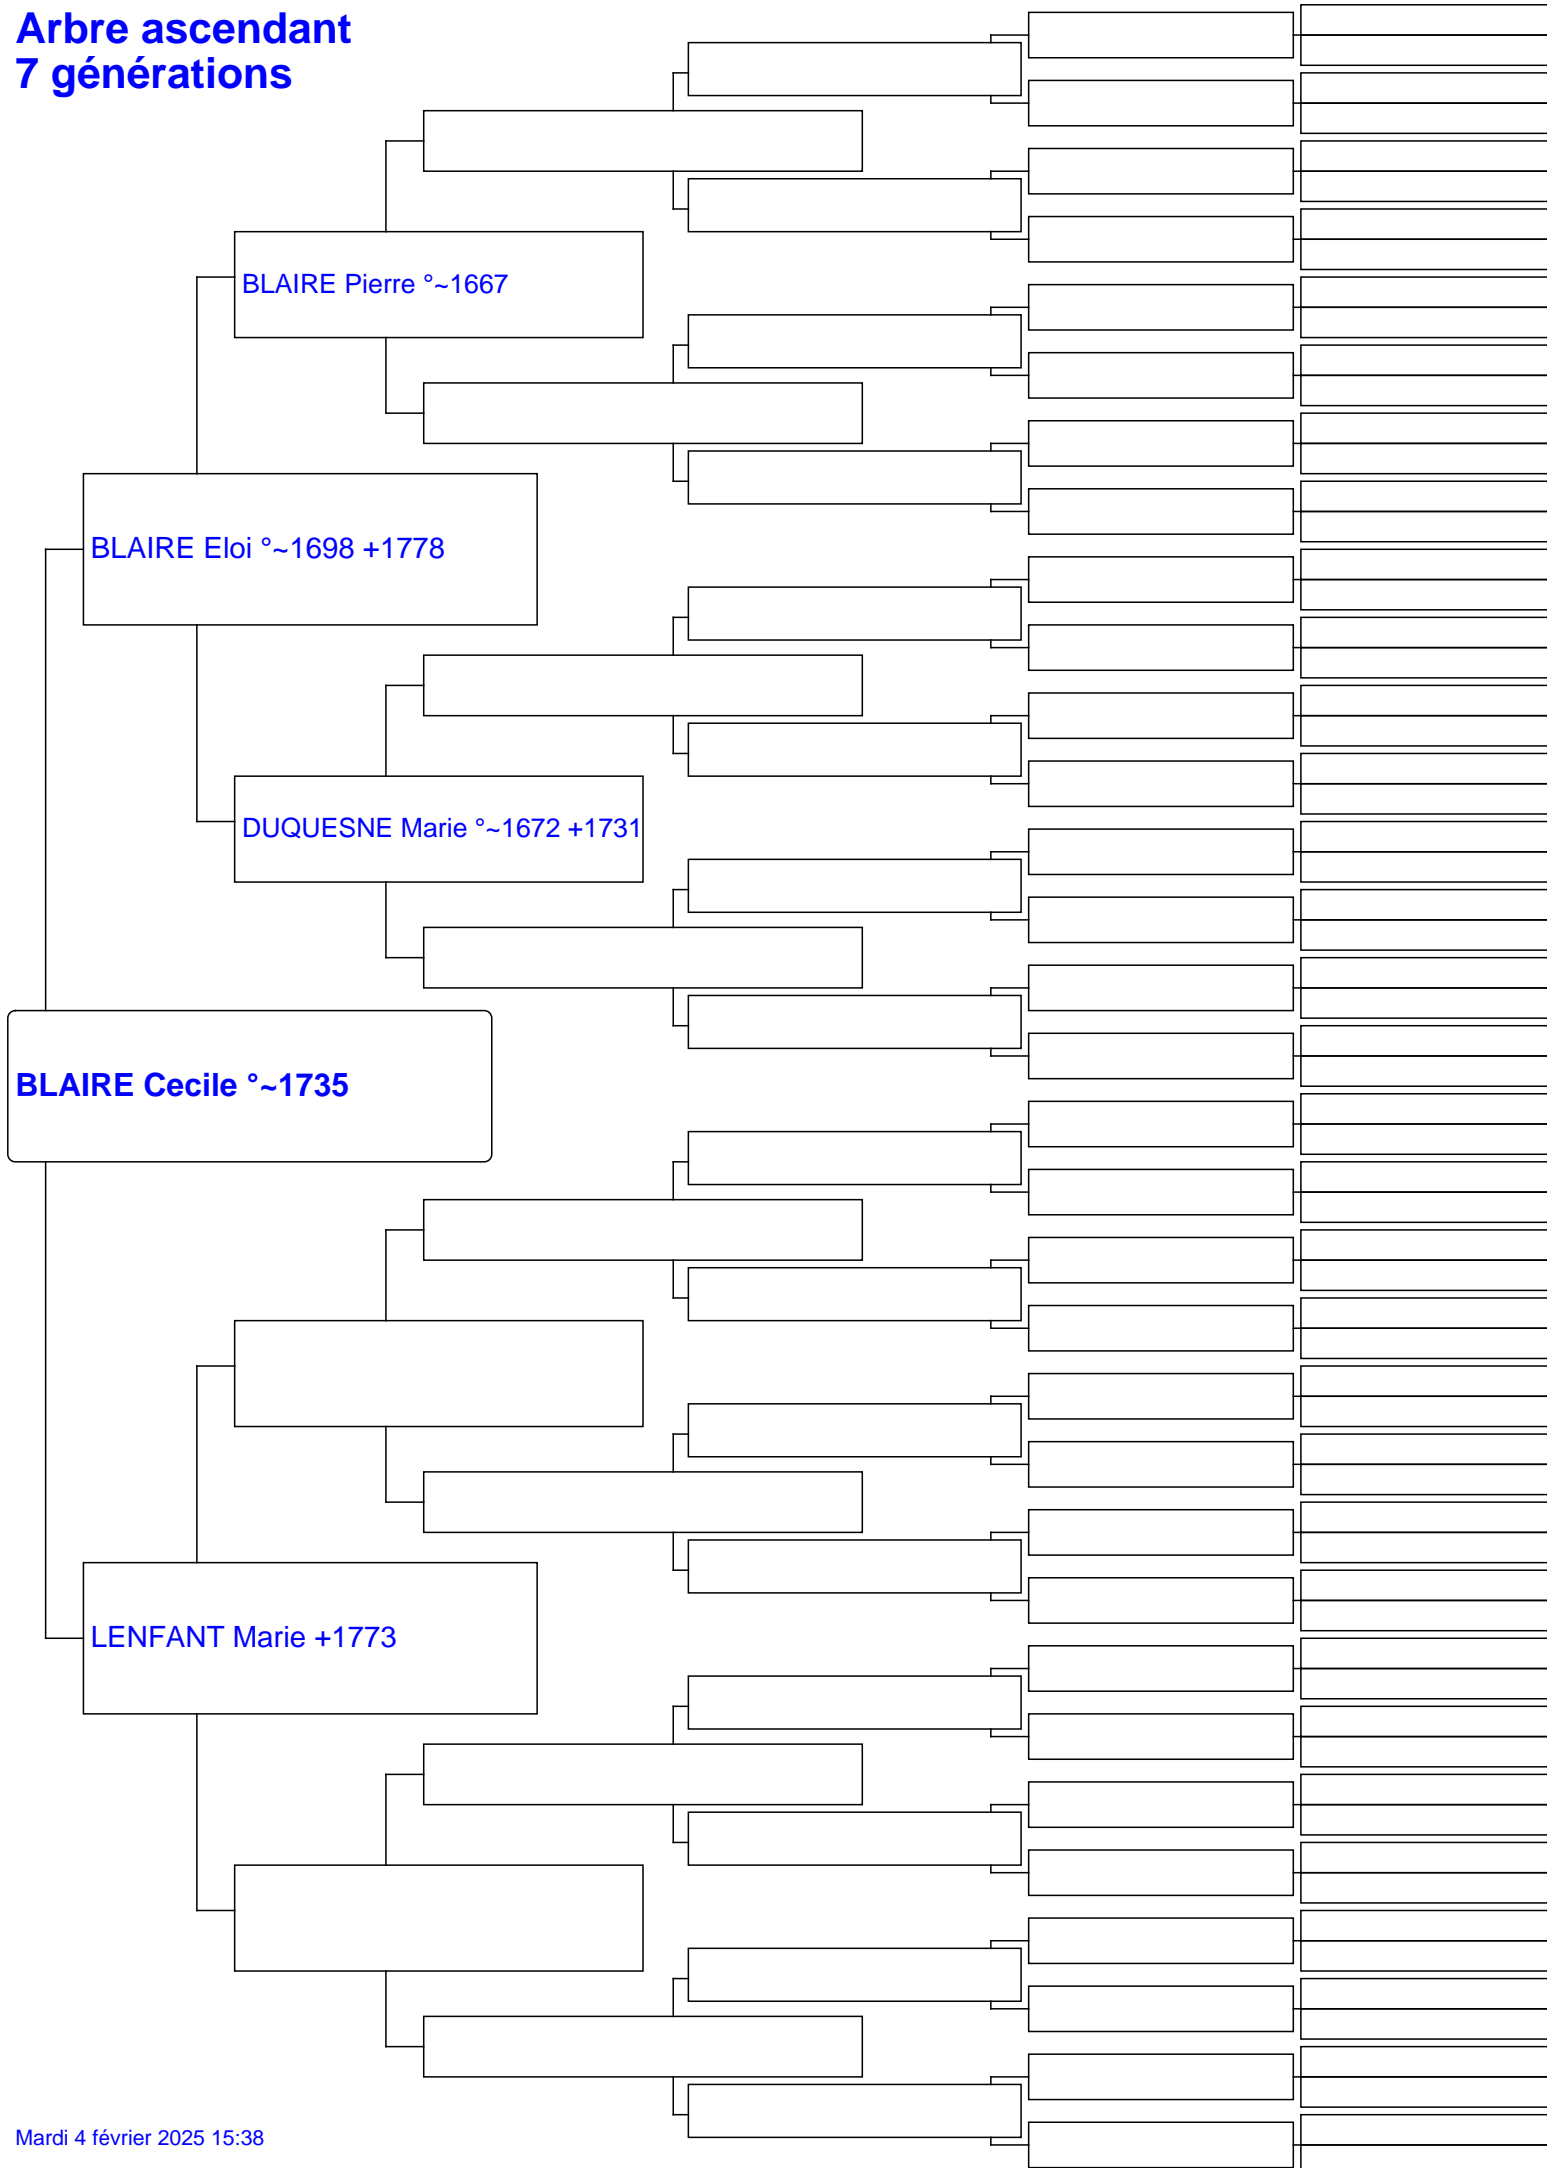 Arbre ascendant
7 générations
BLAIRE Pierre °~1667
BLAIRE Eloi °~1698 +1778
DUQUESNE Marie °~1672 +1731
BLAIRE Cecile °~1735
LENFANT Marie +1773
Mardi 4 février 2025 15:38